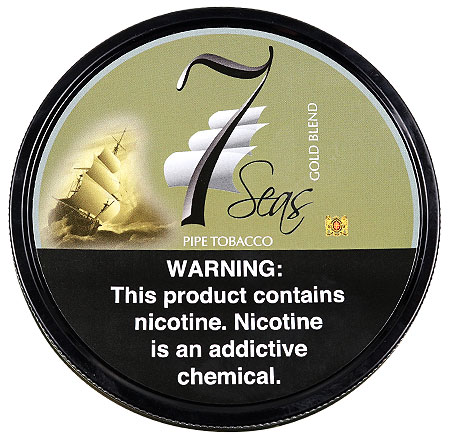 7
Seas
GOLD BLEND
PIPE TOBACCO
WARNING:
This product contains
nicotine. Nicotine
is an addictive
chemical.